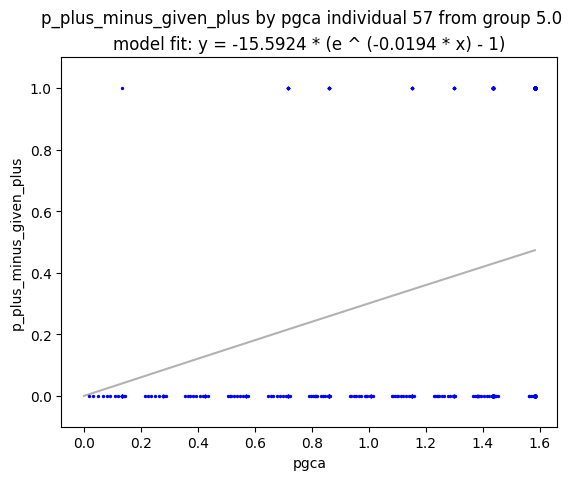 p_plus_minus_given_plus by pgca individual 57 from group 5.0
model fit: y = -15.5924 * (e ^ (-0.0194 * x) - 1)
1.0
0.8
0.6
0.4
0.2
0.0
p_plus_minus_given_plus
0.0 0.2 0.4 0.6 0.8 1.0 1.2 1.4 1.6
pgca